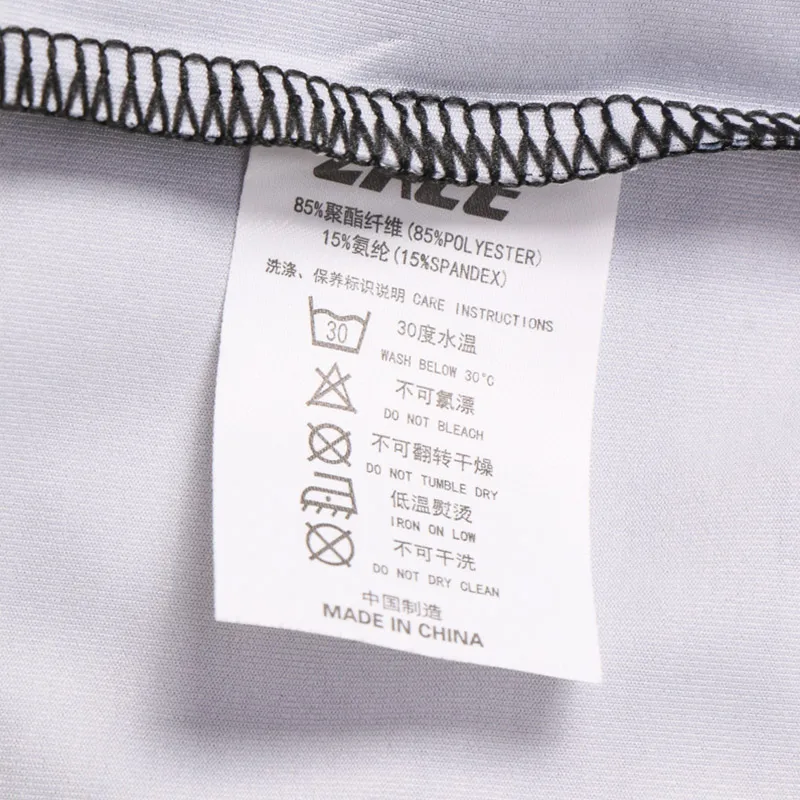 85%聚酯纤维(85%POLYESTER)
15%氨纶(15%SPANDEX)
洗涤、保养标识说明 CARE INSTRUCTIONS
30
30度水温
WASH BELOW 30°C
不可氯漂
DO NOT BLEACH
不可翻转干燥
DO NOT TUMBLE DRY
低温熨烫
IRON ON LOW
不可干洗
DO NOT DRY CLEAN
中国制造
MADE IN CHINA